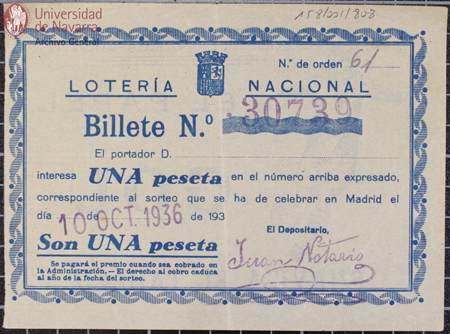 Universidad
de Navarra
Archivo General
158/001/303
N.º de orden 61
LOTERÍA NACIONAL
Billete N.º 30739
El portador D.
interesa UNA peseta en el número arriba expresado,
correspondiente al sorteo que se ha de celebrar en Madrid el
día 10 OCT. 1936 de de 193
Son UNA peseta
El Depositario,
Juan Notario
Se pagará el premio cuando sea cobrado en
la Administración. — El derecho al cobro caduca
al año de la fecha del sorteo.